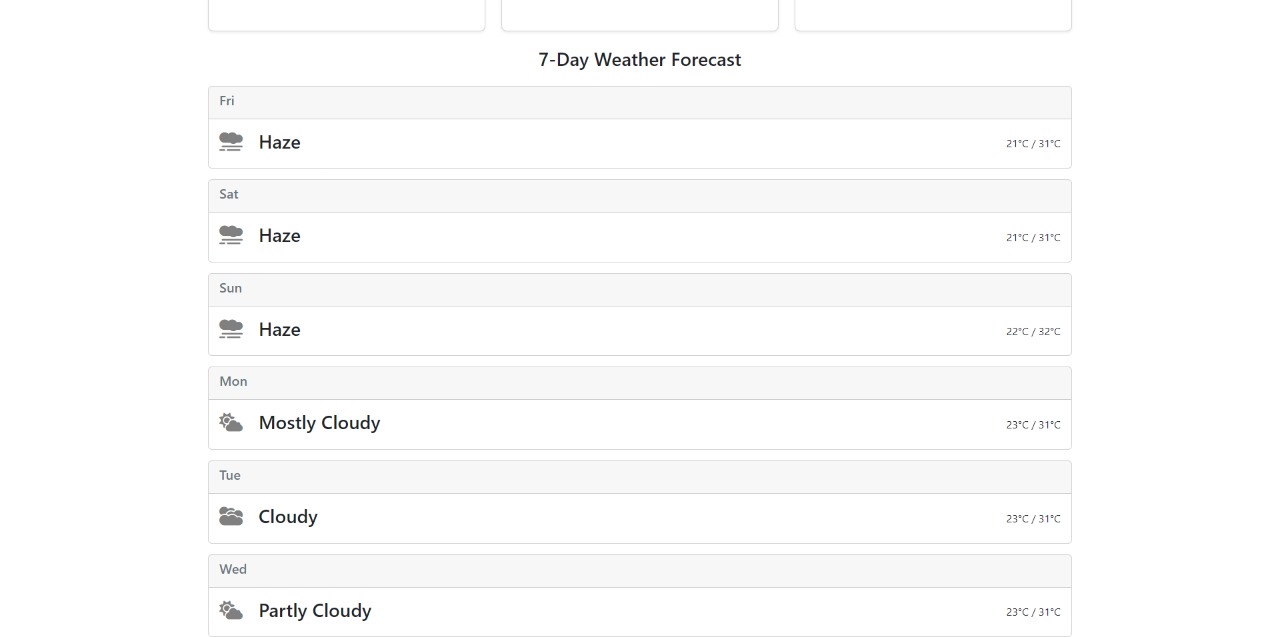 7-Day Weather Forecast
Fri
Haze 21°C / 31°C
Sat
Haze 21°C / 31°C
Sun
Haze 22°C / 32°C
Mon
Mostly Cloudy 23°C / 31°C
Tue
Cloudy 23°C / 31°C
Wed
Partly Cloudy 23°C / 31°C